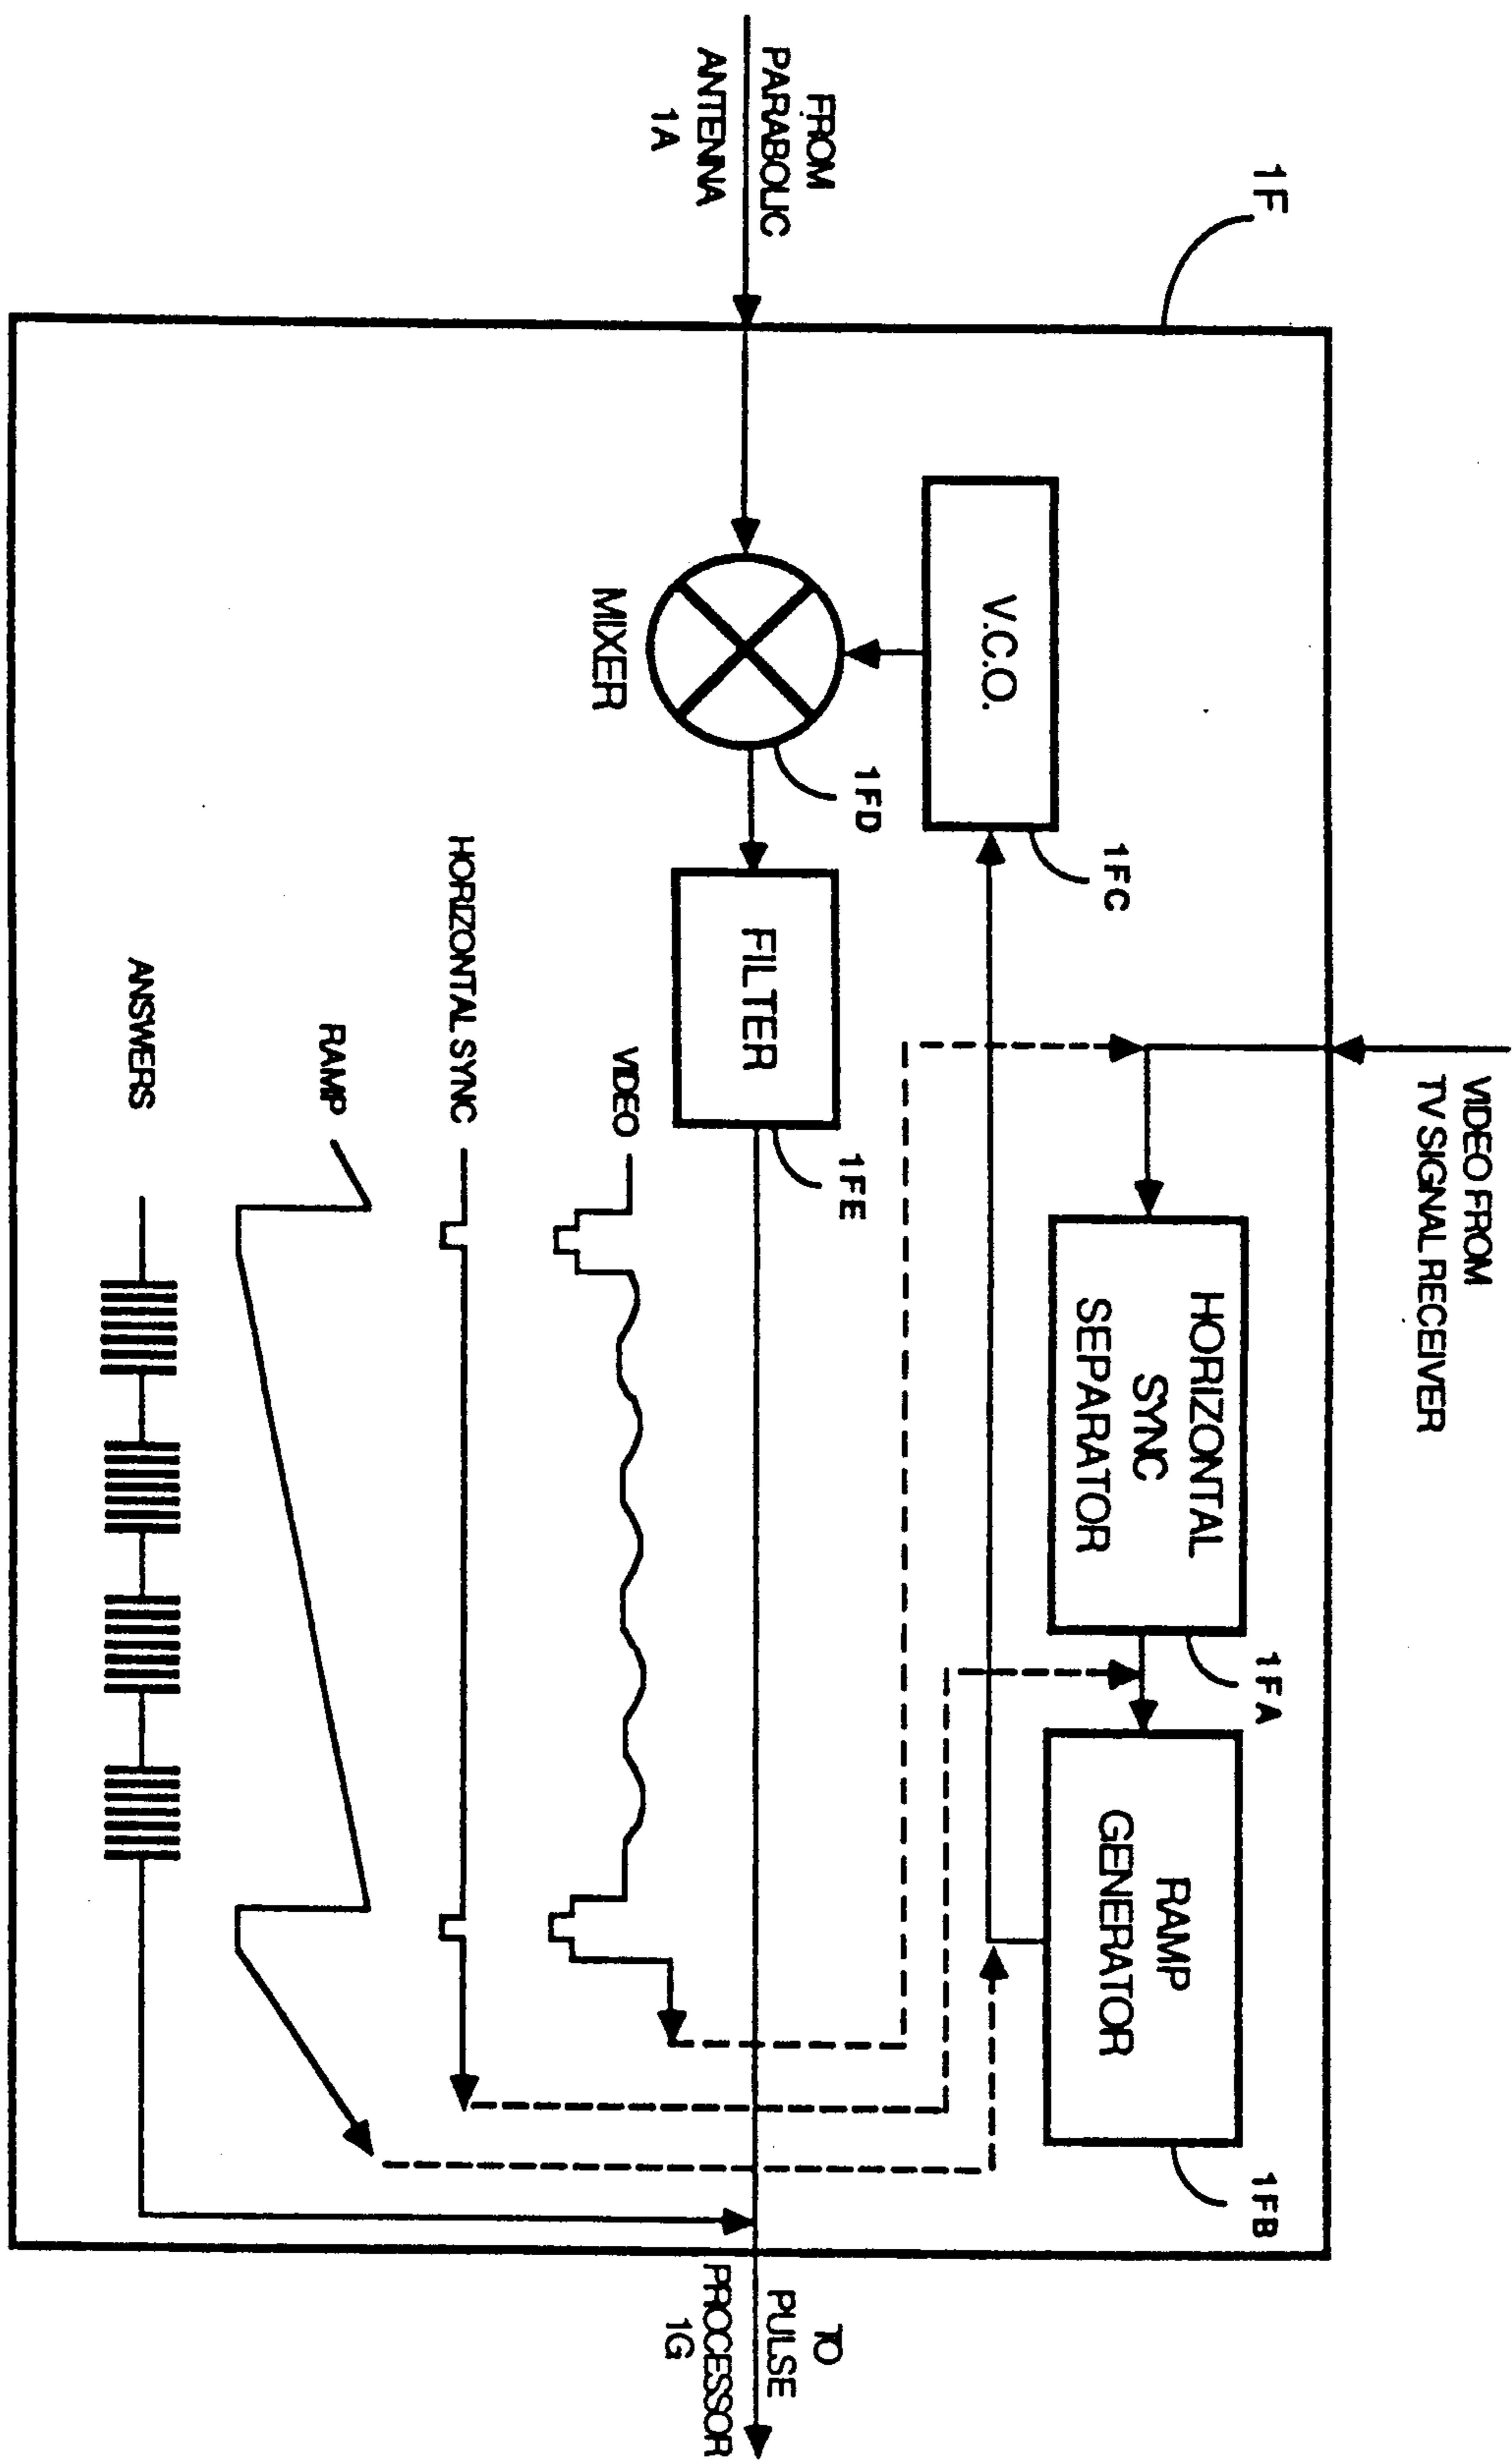 1F
VIDEO FROM
TV SIGNAL RECEIVER
HORIZONTAL
SYNC
SEPARATOR
1FA
RAMP
GENERATOR
1FB
V.C.O.
1FC
FROM
PARABOLIC
ANTENNA
1A
MIXER
1FD
FILTER
1FE
TO
PULSE
PROCESSOR
1G
VIDEO
HORIZONTAL SYNC
RAMP
ANSWERS